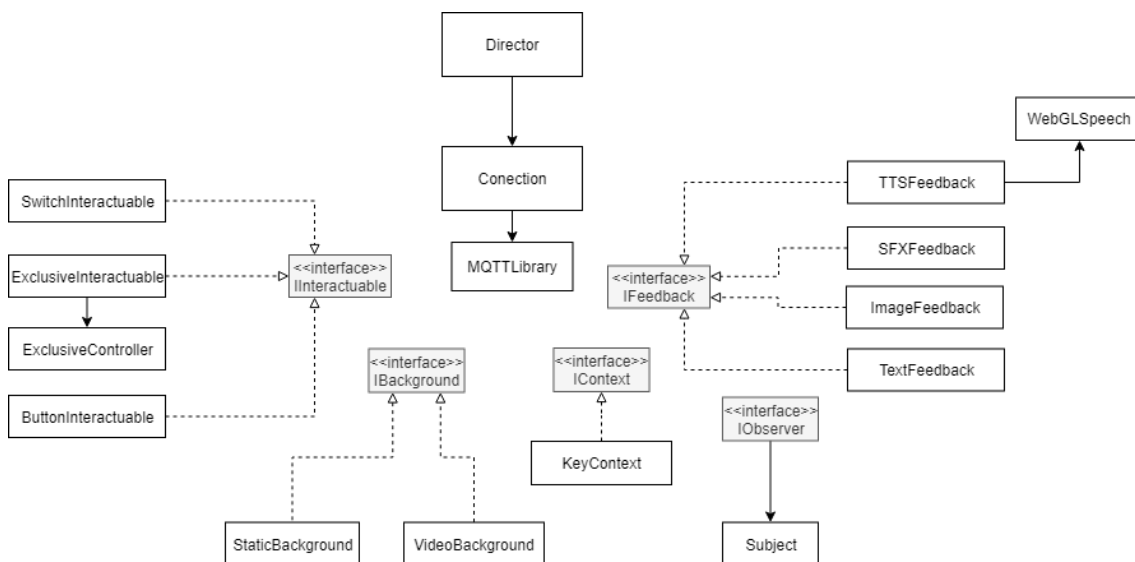 Director
WebGLSpeech
Conection
TTSFeedback
SwitchInteractuable
SFXFeedback
<<interface>>
IInteractuable
MQTTLibrary
<<interface>>
IFeedback
ExclusiveInteractuable
ImageFeedback
ExclusiveController
<<interface>>
IBackground
<<interface>>
IContext
TextFeedback
ButtonInteractuable
<<interface>>
IObserver
KeyContext
StaticBackground
VideoBackground
Subject